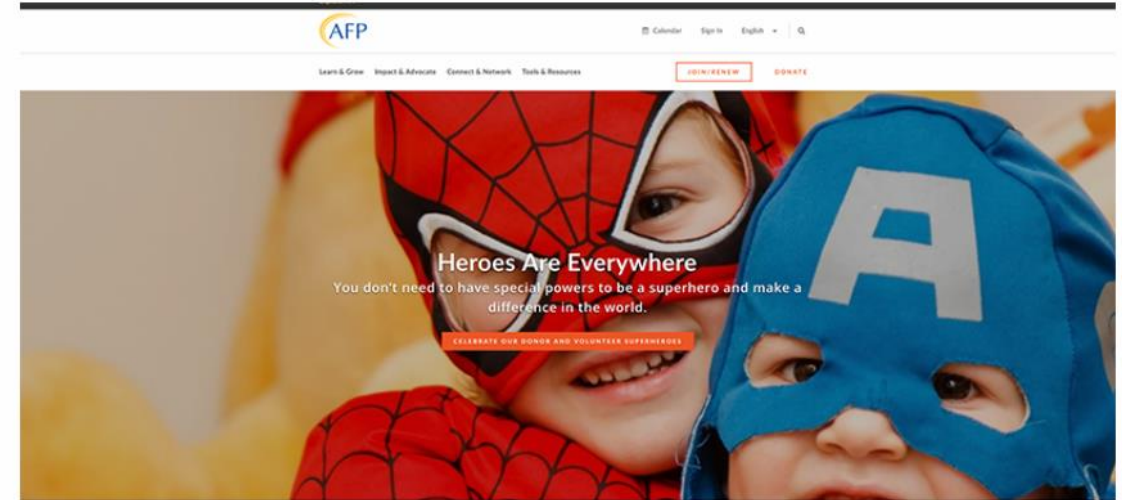 AFP
Calendar Sign In English
Learn & Grow Impact & Advocate Connect & Network Tools & Resources JOIN/RENEW DONATE
Heroes Are Everywhere
You don't need to have special powers to be a superhero and make a
difference in the world.
CELEBRATE OUR DONOR AND VOLUNTEER SUPERHEROES
A